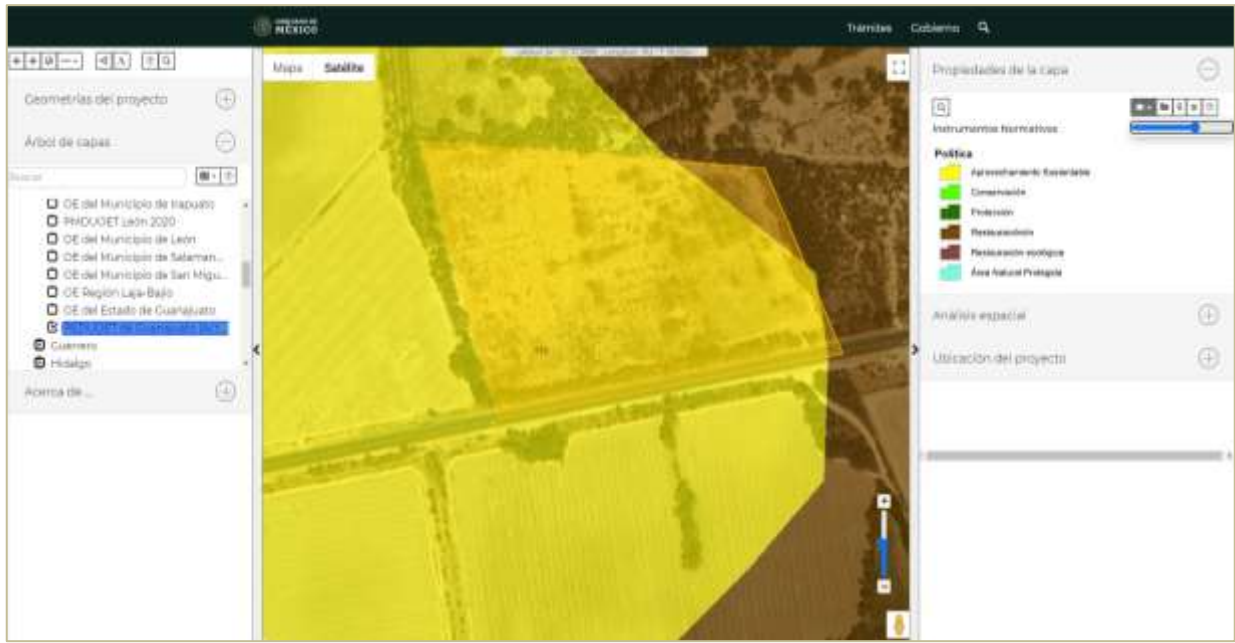 GOBIERNO DE
MÉXICO
Trámites Gobierno
Mapa Satélite
Geometrías del proyecto
Árbol de capas
Buscar
OE del Municipio de Irapuato
PMDUOET León 2020
OE del Municipio de León
OE del Municipio de Salaman...
OE del Municipio de San Migu...
OE Región Laja-Bajío
OE del Estado de Guanajuato
Guerrero
Hidalgo
Acerca de ...
Propiedades de la capa
Instrumentos Normativos
Política
Aprovechamiento Sustentable
Conservación
Protección
Restauración
Restauración ecológica
Área Natural Protegida
Análisis espacial
Ubicación del proyecto